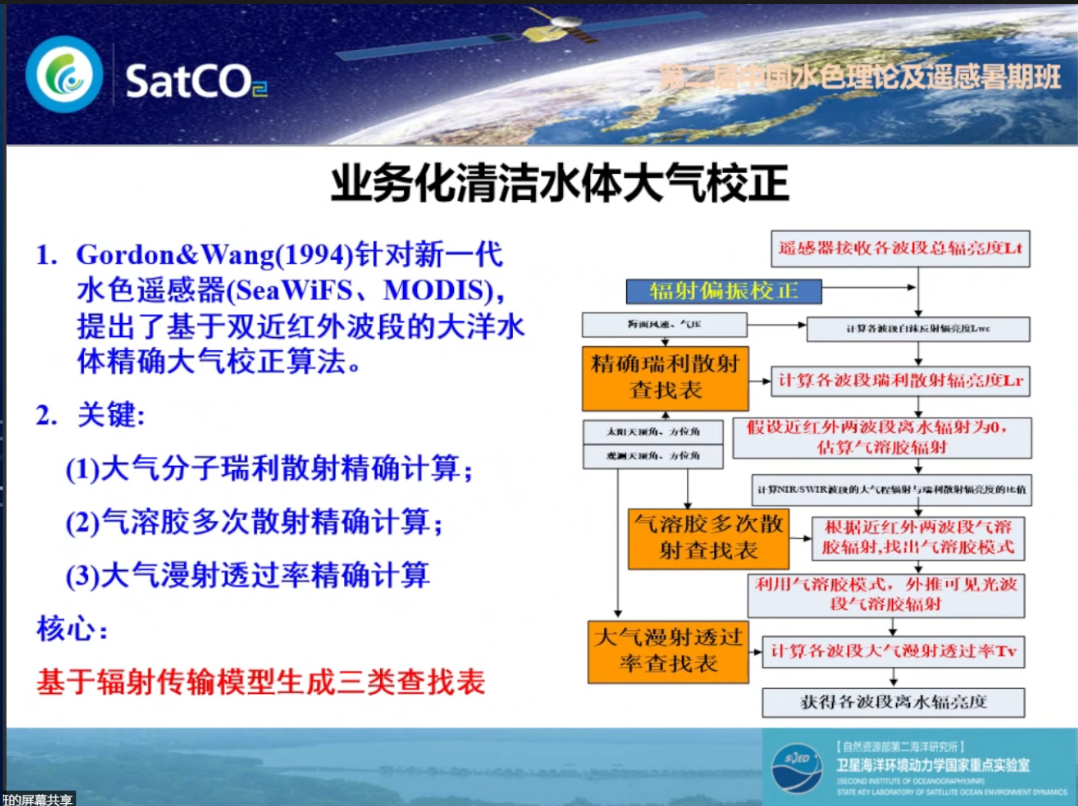 SatCO2
第二届中国水色理论及遥感暑期班
业务化清洁水体大气校正
1. Gordon&Wang(1994)针对新一代
水色遥感器(SeaWiFS、MODIS),
提出了基于双近红外波段的大洋水
体精确大气校正算法。
2. 关键:
(1)大气分子瑞利散射精确计算；
(2)气溶胶多次散射精确计算；
(3)大气漫射透过率精确计算
核心：
基于辐射传输模型生成三类查找表
遥感器接收各波段总辐亮度Lt
辐射偏振校正
海面风速、气压
计算各波段白沫反射辐亮度Lwc
精确瑞利散射
查找表
计算各波段瑞利散射辐亮度Lr
太阳天顶角、方位角
观测天顶角、方位角
假设近红外两波段离水辐射为0,
估算气溶胶辐射
计算NIR/SWIR波段的大气程辐射与瑞利散射辐亮度的比值
气溶胶多次散
射查找表
根据近红外两波段气溶
胶辐射,找出气溶胶模式
利用气溶胶模式，外推可见光波
段气溶胶辐射
大气漫射透过
率查找表
计算各波段大气漫射透过率Tv
获得各波段离水辐亮度
SOED
【自然资源部第二海洋研究所】
卫星海洋环境动力学国家重点实验室
(SECOND INSTITUTE OF OCEANOGRAPHY,MNR)
STATE KEY LABORATORY OF SATELLITE OCEAN ENVIRONMENT DYNAMICS
的屏幕共享